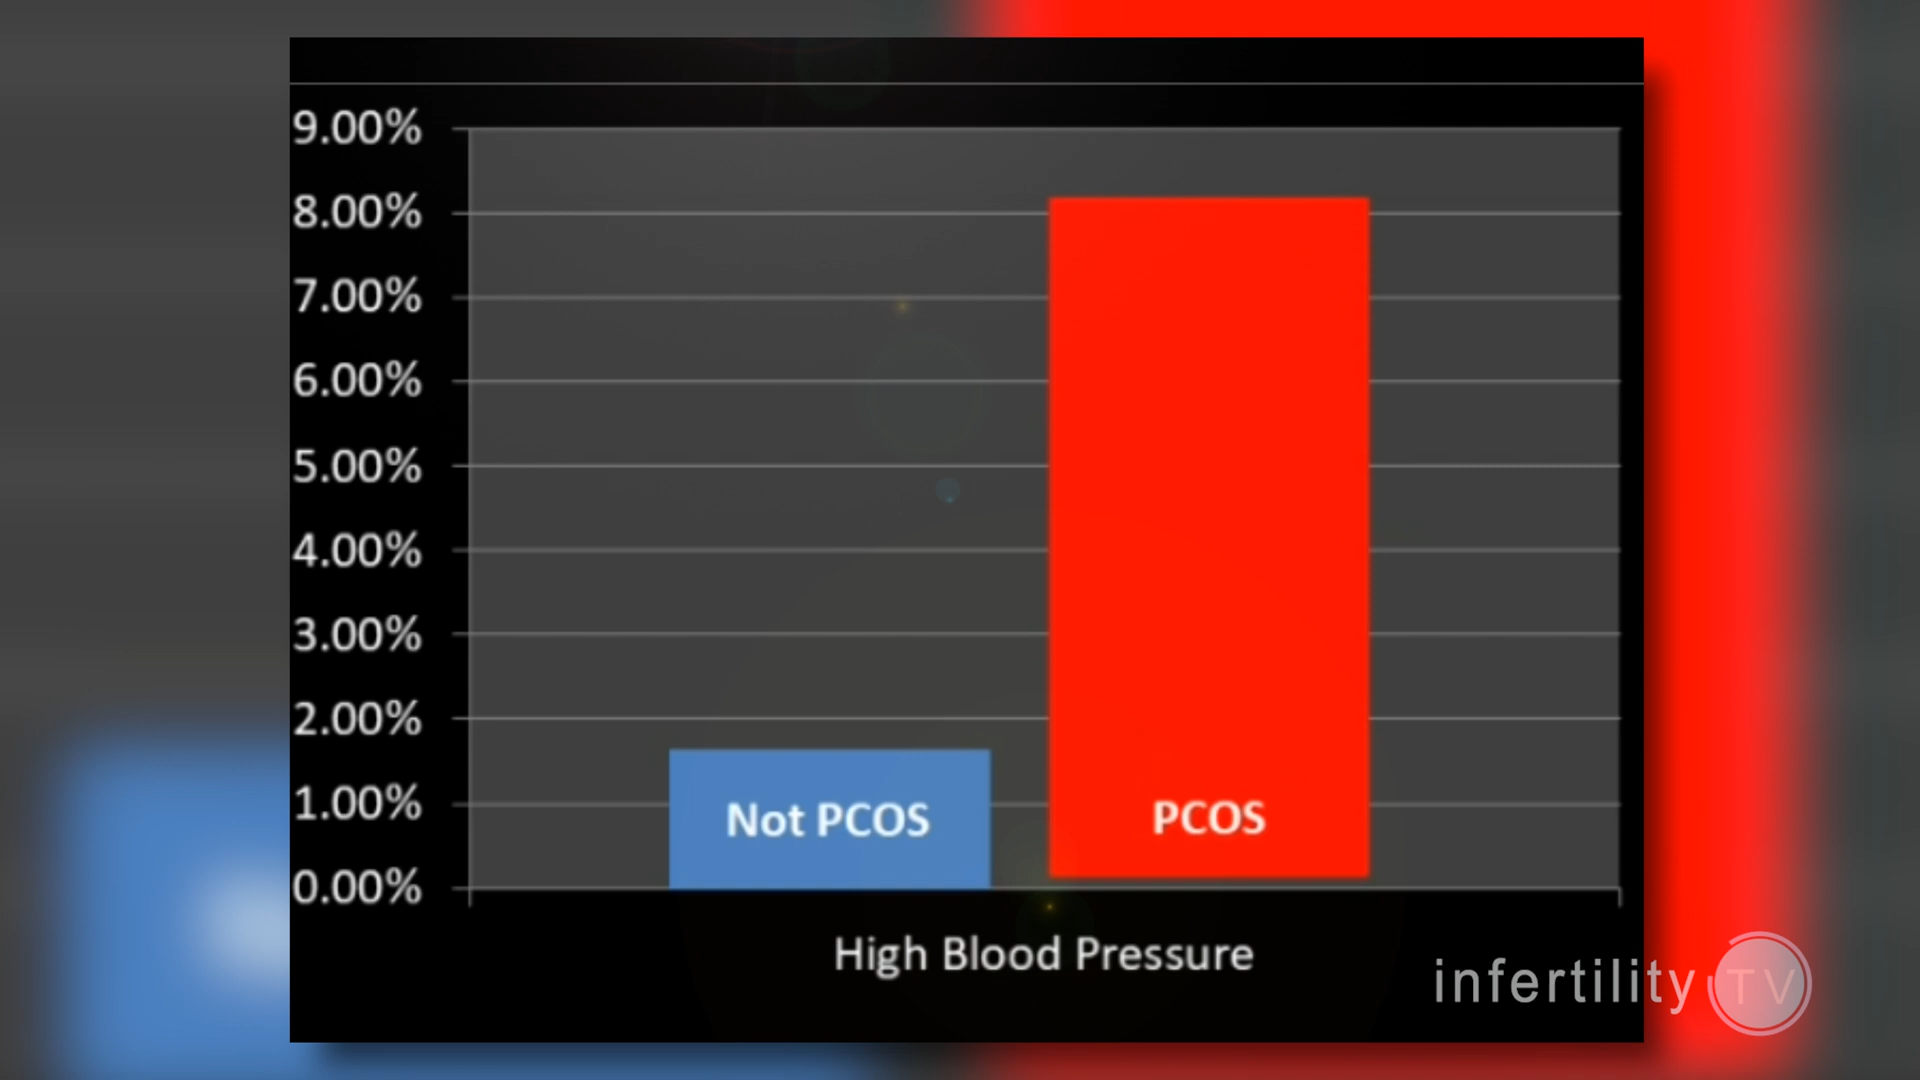 9.00%
8.00%
7.00%
6.00%
5.00%
4.00%
3.00%
2.00%
1.00%
0.00%
Not PCOS
PCOS
High Blood Pressure
infertility TV